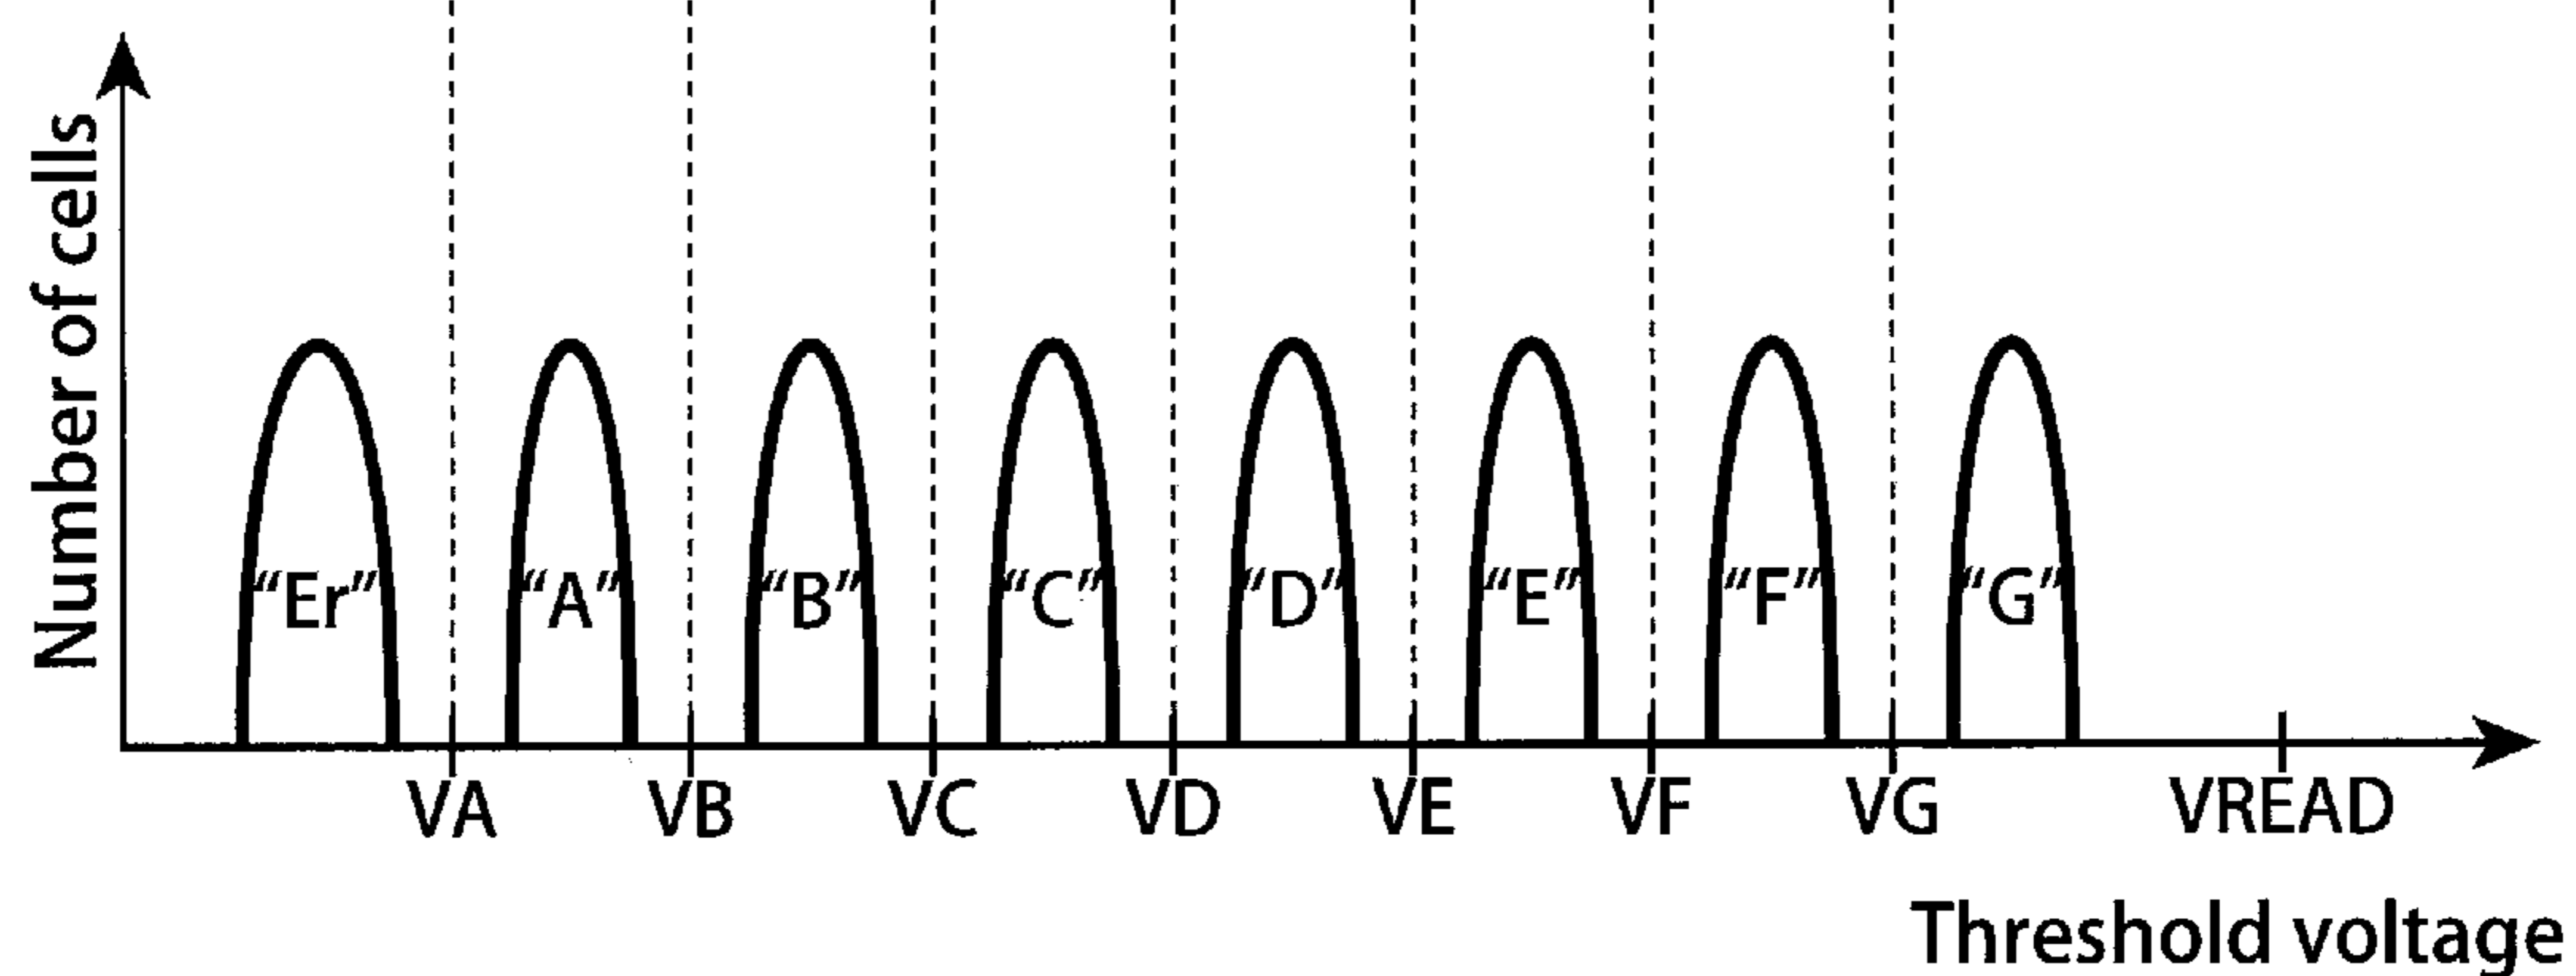 Number of cells
“Er” “A” “B” “C” “D” “E” “F” “G”
VA VB VC VD VE VF VG VREAD
Threshold voltage